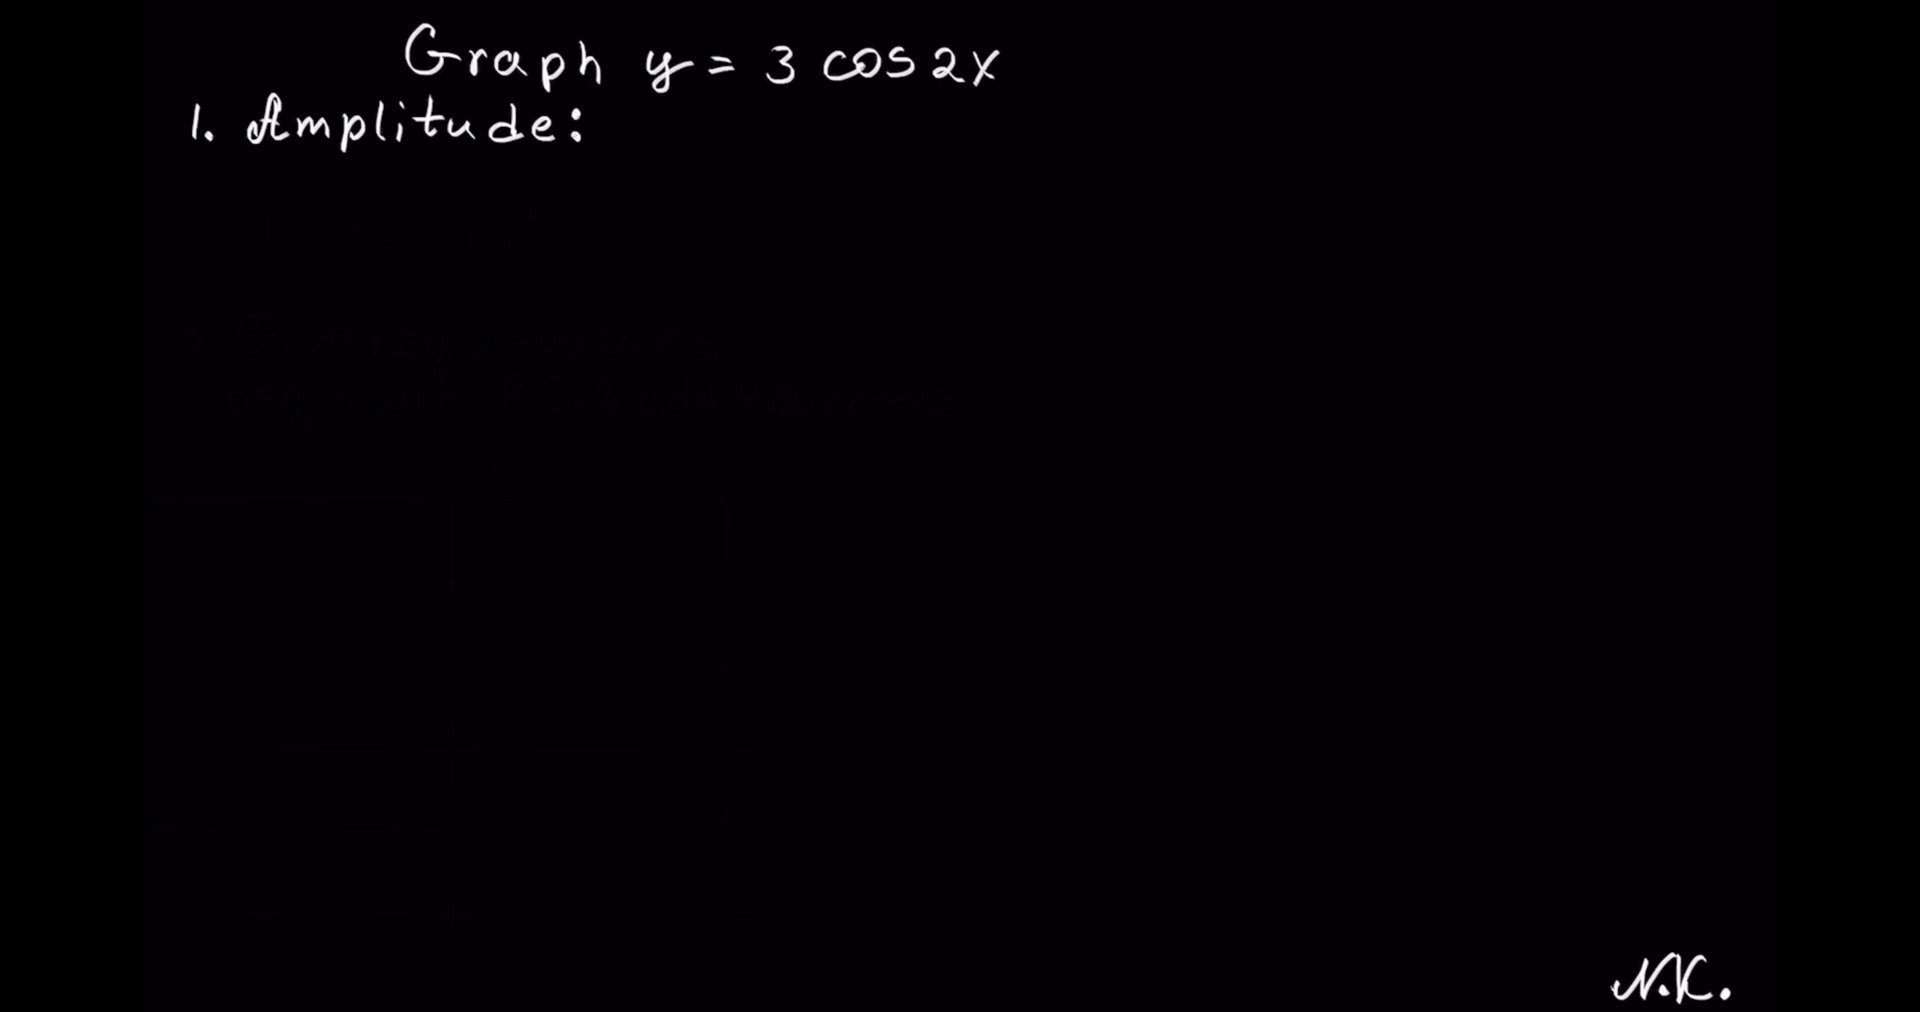 Graph y = 3 cos 2x
1. Amplitude:
N.K.